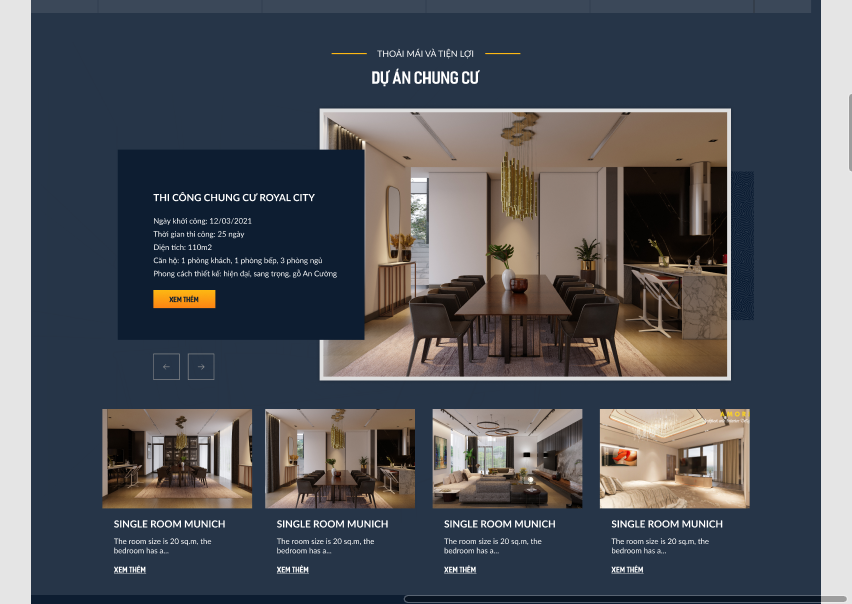 THOẢI MÁI VÀ TIỆN LỢI
DỰ ÁN CHUNG CƯ
THI CÔNG CHUNG CƯ ROYAL CITY
Ngày khởi công: 12/03/2021
Thời gian thi công: 25 ngày
Diện tích: 110m2
Căn hộ: 1 phòng khách, 1 phòng bếp, 3 phòng ngủ
Phong cách thiết kế: hiện đại, sang trọng, gỗ An Cường
XEM THÊM
SINGLE ROOM MUNICH
The room size is 20 sq.m, the
bedroom has a...
XEM THÊM
SINGLE ROOM MUNICH
The room size is 20 sq.m, the
bedroom has a...
XEM THÊM
SINGLE ROOM MUNICH
The room size is 20 sq.m, the
bedroom has a...
XEM THÊM
SINGLE ROOM MUNICH
The room size is 20 sq.m, the
bedroom has a...
XEM THÊM